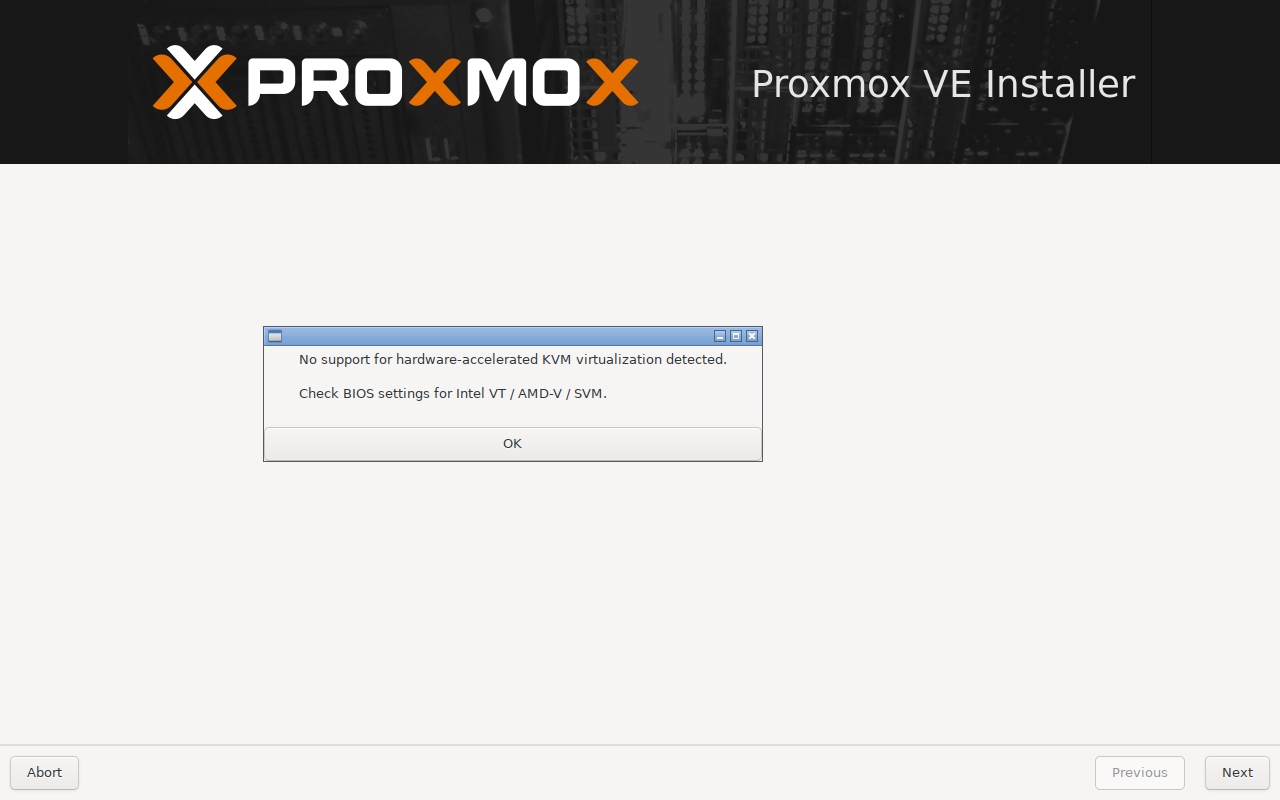 PROXMOX
Proxmox VE Installer
No support for hardware-accelerated KVM virtualization detected.
Check BIOS settings for Intel VT / AMD-V / SVM.
OK
Abort
Previous
Next